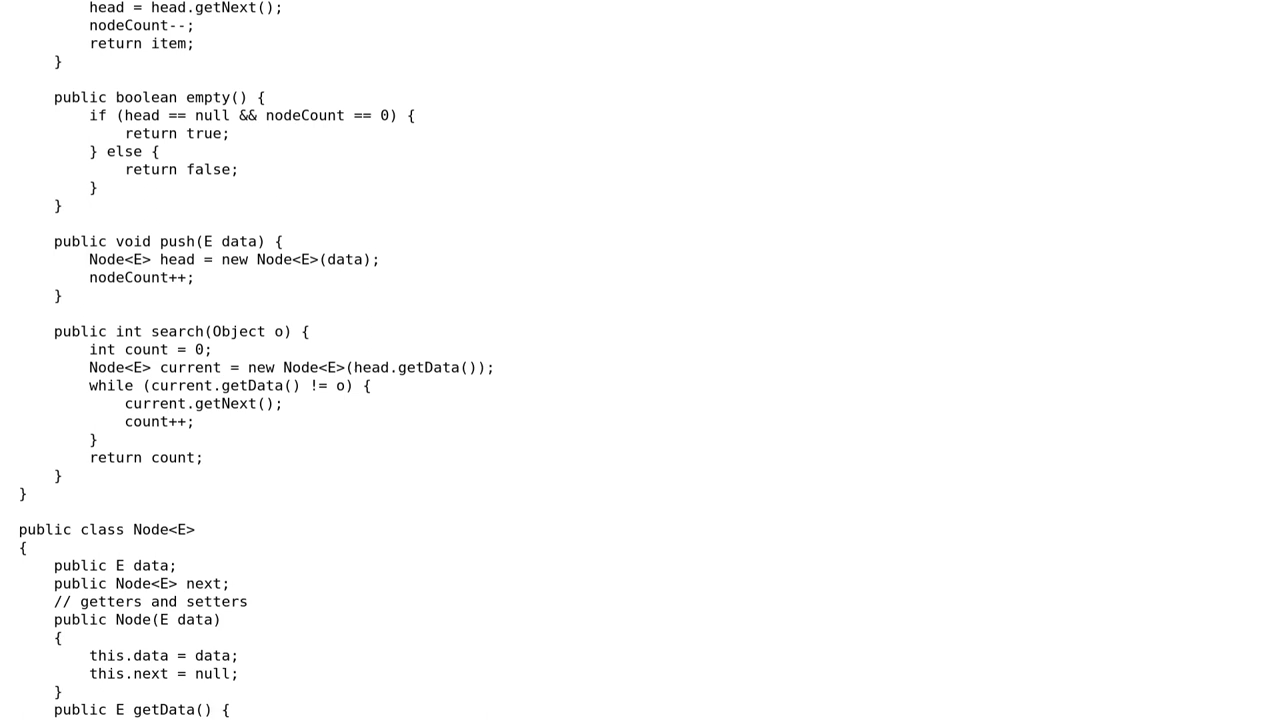 head = head.getNext();
nodeCount--;
return item;
}
public boolean empty() {
if (head == null && nodeCount == 0) {
return true;
} else {
return false;
}
}
public void push(E data) {
Node<E> head = new Node<E>(data);
nodeCount++;
}
public int search(Object o) {
int count = 0;
Node<E> current = new Node<E>(head.getData());
while (current.getData() != o) {
current.getNext();
count++;
}
return count;
}
}
public class Node<E>
{
public E data;
public Node<E> next;
// getters and setters
public Node(E data)
{
this.data = data;
this.next = null;
}
public E getData() {